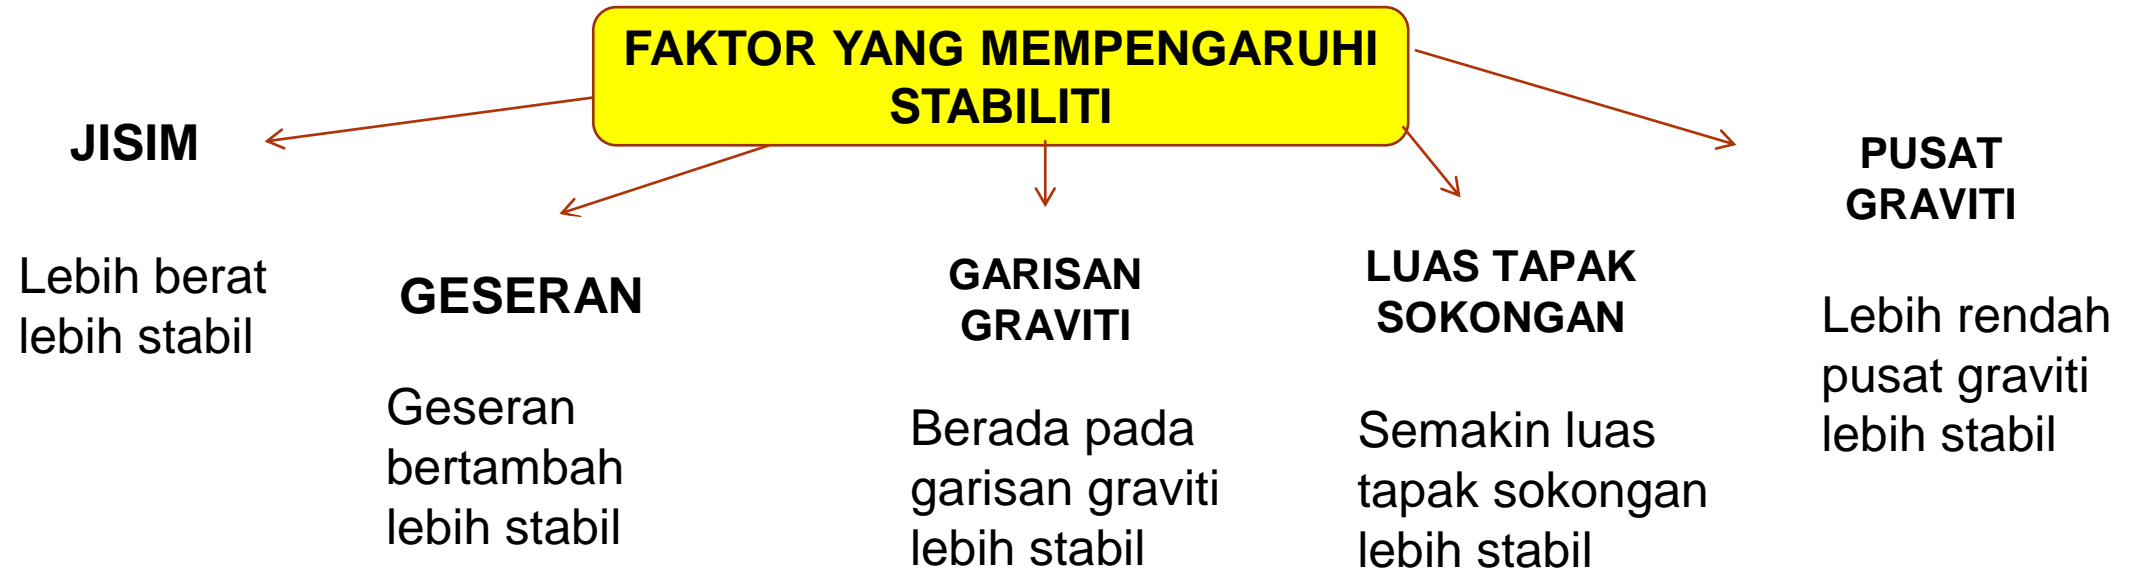 FAKTOR YANG MEMPENGARUHI
STABILITI
JISIM
Lebih berat
lebih stabil
GESERAN
Geseran
bertambah
lebih stabil
GARISAN
GRAVITI
Berada pada
garisan graviti
lebih stabil
LUAS TAPAK
SOKONGAN
Semakin luas
tapak sokongan
lebih stabil
PUSAT
GRAVITI
Lebih rendah
pusat graviti
lebih stabil